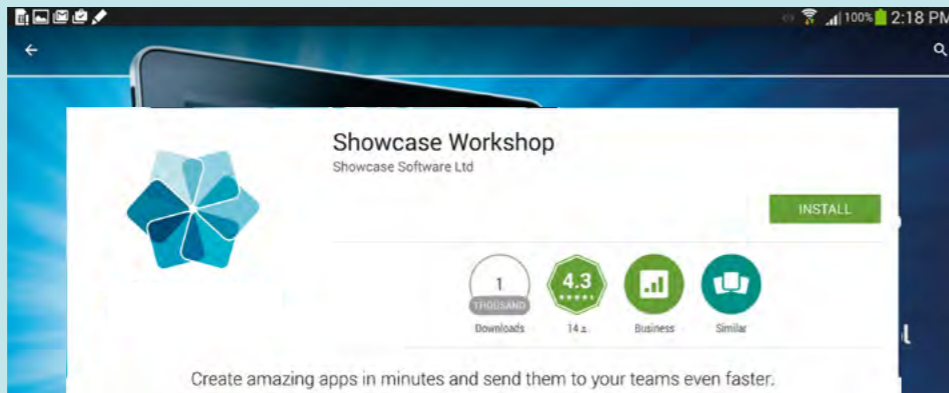 100% 2:18 PM
Showcase Workshop
Showcase Software Ltd
INSTALL
1
THOUSAND
4.3
Downloads
14
Business
Similar
Create amazing apps in minutes and send them to your teams even faster.